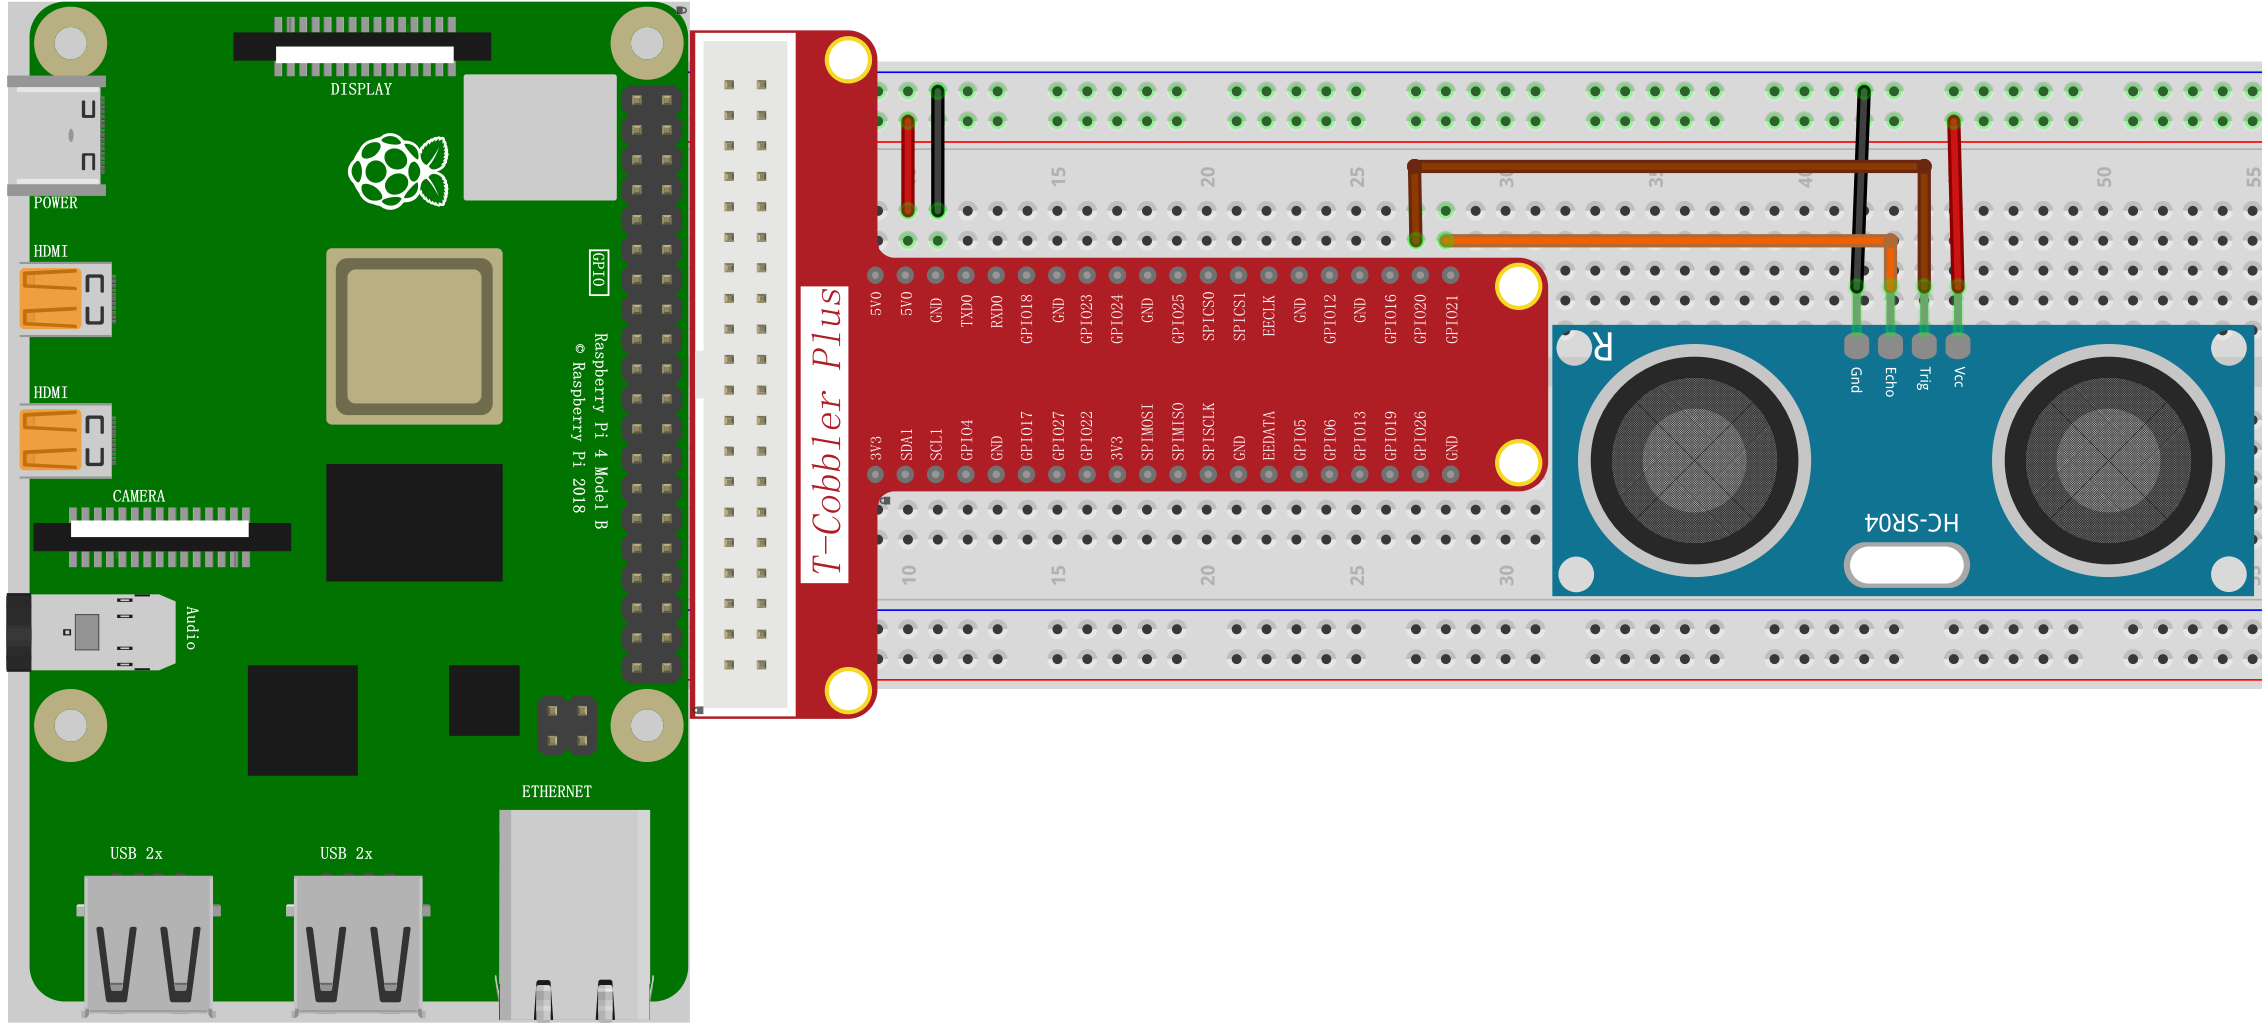 DISPLAY
POWER
HDMI
HDMI
CAMERA
Audio
GPIO
Raspberry Pi 4 Model B
© Raspberry Pi 2018
ETHERNET
USB 2x
USB 2x
T-Cobbler Plus
5V0
5V0
GND
TXD0
RXD0
GPIO18
GND
GPIO23
GPIO24
GND
GPIO25
SPICS0
SPICS1
EECLK
GND
GPIO12
GND
GPIO16
GPIO20
GPIO21
3V3
SDA1
SCL1
GPIO4
GND
GPIO17
GPIO27
GPIO22
3V3
SPIMOSI
SPIMISO
SPISCLK
GND
EEDATA
GPIO5
GPIO6
GPIO13
GPIO19
GPIO26
GND
15
20
25
30
35
40
50
55
10
15
20
25
30
R
Gnd
Echo
Trig
Vcc
HC-SR04